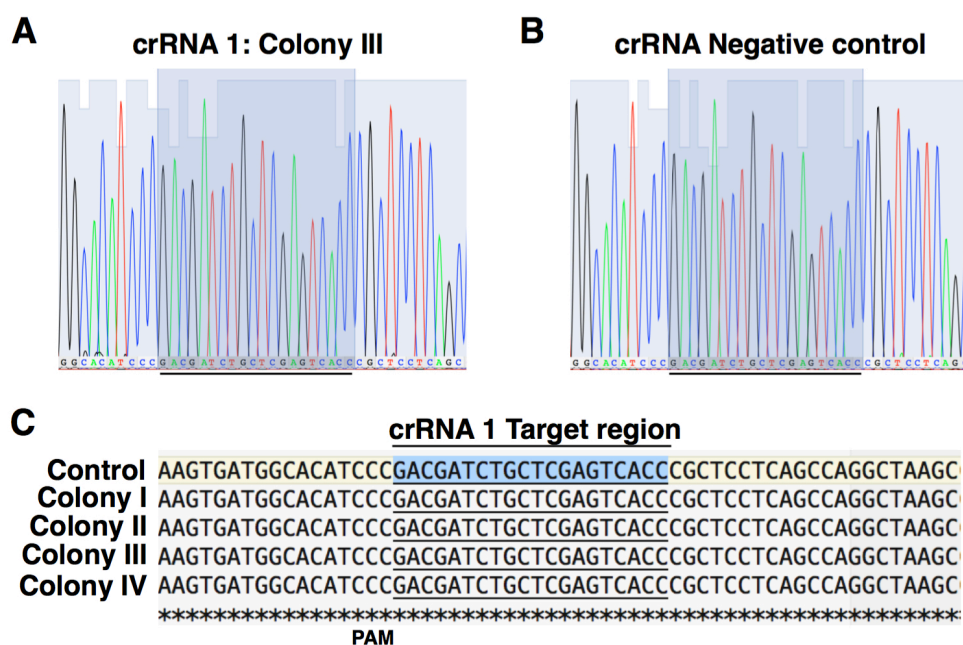 A
crRNA 1: Colony III
GGCACATCCCGACGATCTGCTCGAGTCACCCGCTCCTCAGC
B
crRNA Negative control
GGCACATCCCGACGATCTGCTCGAGTCACCCGCTCCTCAG
C
crRNA 1 Target region
Control AAGTGATGGCACATCCCGACGATCTGCTCGAGTCACCCGCTCCTCAGCCAGGCTAAGC
Colony I AAGTGATGGCACATCCCGACGATCTGCTCGAGTCACCCGCTCCTCAGCCAGGCTAAGC
Colony II AAGTGATGGCACATCCCGACGATCTGCTCGAGTCACCCGCTCCTCAGCCAGGCTAAGC
Colony III AAGTGATGGCACATCCCGACGATCTGCTCGAGTCACCCGCTCCTCAGCCAGGCTAAGC
Colony IV AAGTGATGGCACATCCCGACGATCTGCTCGAGTCACCCGCTCCTCAGCCAGGCTAAGC
**********************************************************
PAM